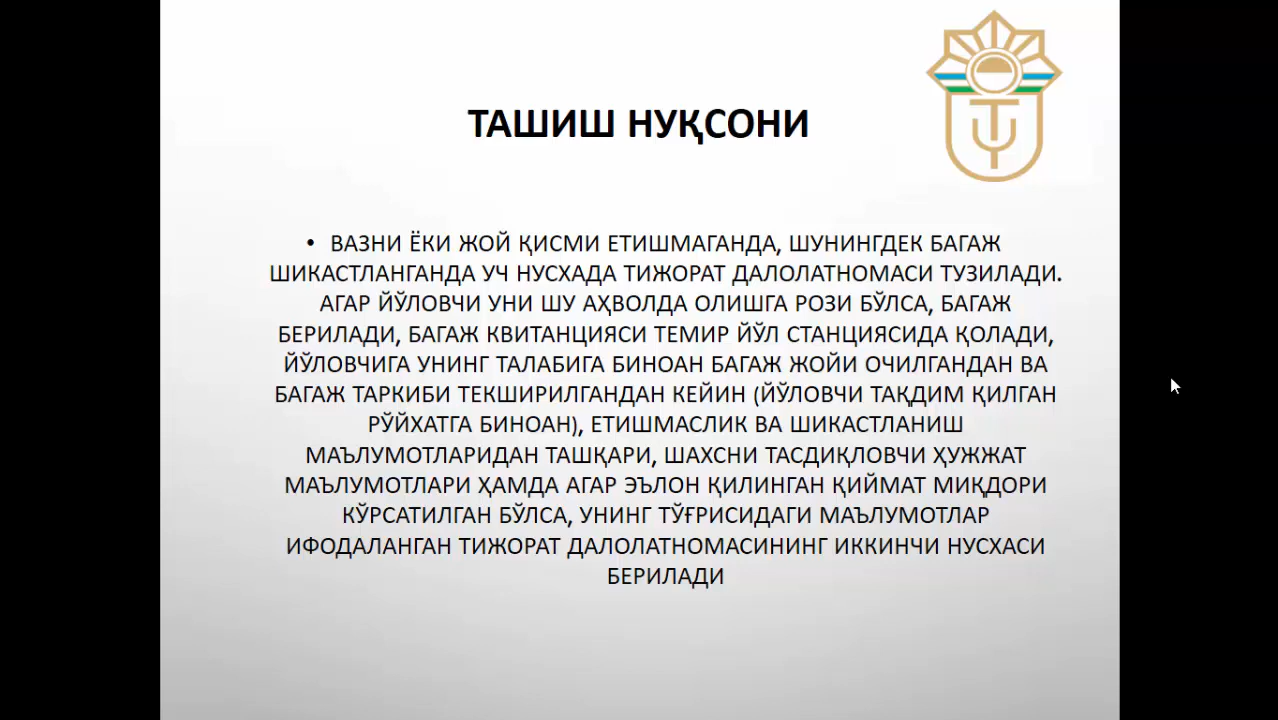 ТАШИШ НУҚСОНИ
• ВАЗНИ ЁКИ ЖОЙ ҚИСМИ ЕТИШМАГАНДА, ШУНИНГДЕК БАГАЖ
ШИКАСТЛАНГАНДА УЧ НУСХАДА ТИЖОРАТ ДАЛОЛАТНОМАСИ ТУЗИЛАДИ.
АГАР ЙЎЛОВЧИ УНИ ШУ АҲВОЛДА ОЛИШГА РОЗИ БЎЛСА, БАГАЖ
БЕРИЛАДИ, БАГАЖ КВИТАНЦИЯСИ ТЕМИР ЙЎЛ СТАНЦИЯСИДА ҚОЛАДИ,
ЙЎЛОВЧИГА УНИНГ ТАЛАБИГА БИНОАН БАГАЖ ЖОЙИ ОЧИЛГАНДАН ВА
БАГАЖ ТАРКИБИ ТЕКШИРИЛГАНДАН КЕЙИН (ЙЎЛОВЧИ ТАҚДИМ ҚИЛГАН
РЎЙХАТГА БИНОАН), ЕТИШМАСЛИК ВА ШИКАСТЛАНИШ
МАЪЛУМОТЛАРИДАН ТАШҚАРИ, ШАХСНИ ТАСДИҚЛОВЧИ ҲУЖЖАТ
МАЪЛУМОТЛАРИ ҲАМДА АГАР ЭЪЛОН ҚИЛИНГАН ҚИЙМАТ МИҚДОРИ
КЎРСАТИЛГАН БЎЛСА, УНИНГ ТЎҒРИСИДАГИ МАЪЛУМОТЛАР
ИФОДАЛАНГАН ТИЖОРАТ ДАЛОЛАТНОМАСИНИНГ ИККИНЧИ НУСХАСИ
БЕРИЛАДИ